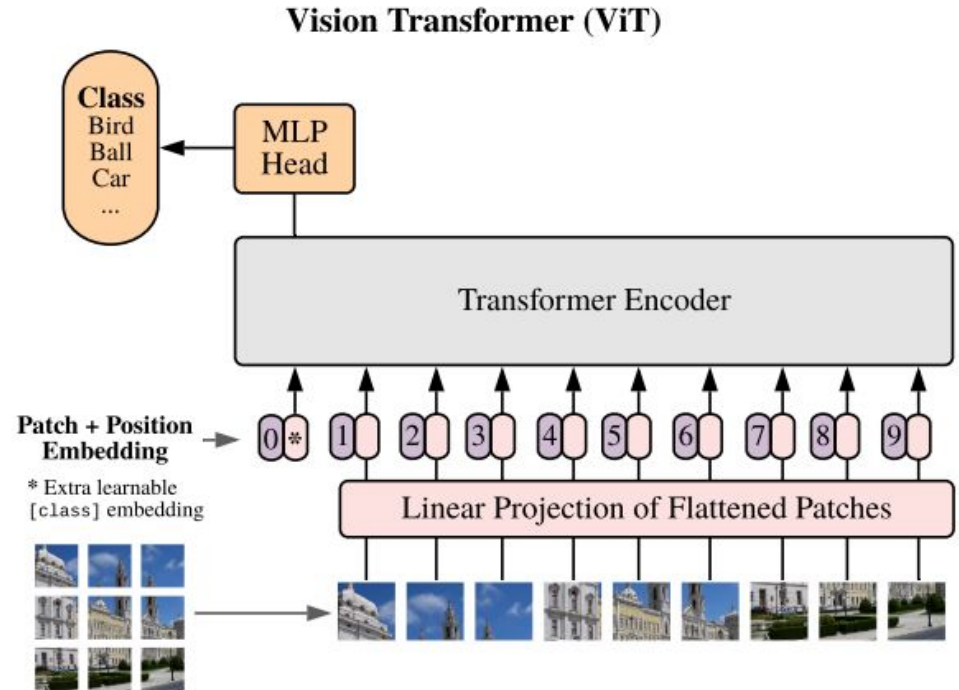 Vision Transformer (ViT)
Class
Bird
Ball
Car
...
MLP
Head
Transformer Encoder
Patch + Position
Embedding
0 * 1 2 3 4 5 6 7 8 9
* Extra learnable
[class] embedding
Linear Projection of Flattened Patches